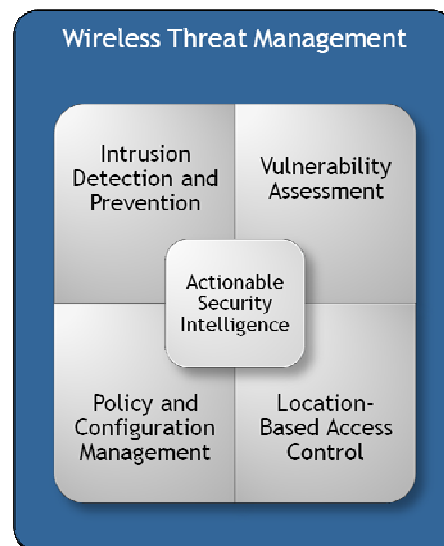 Wireless Threat Management
Intrusion
Detection and
Prevention
Vulnerability
Assessment
Actionable
Security
Intelligence
Policy and
Configuration
Management
Location-
Based Access
Control